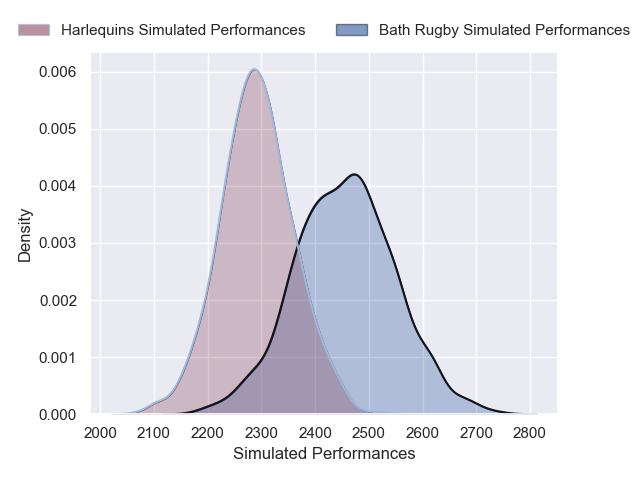 Harlequins Simulated Performances
Bath Rugby Simulated Performances
0.006
0.005
0.004
0.003
0.002
0.001
0.000
Density
2000 2100 2200 2300 2400 2500 2600 2700 2800
Simulated Performances